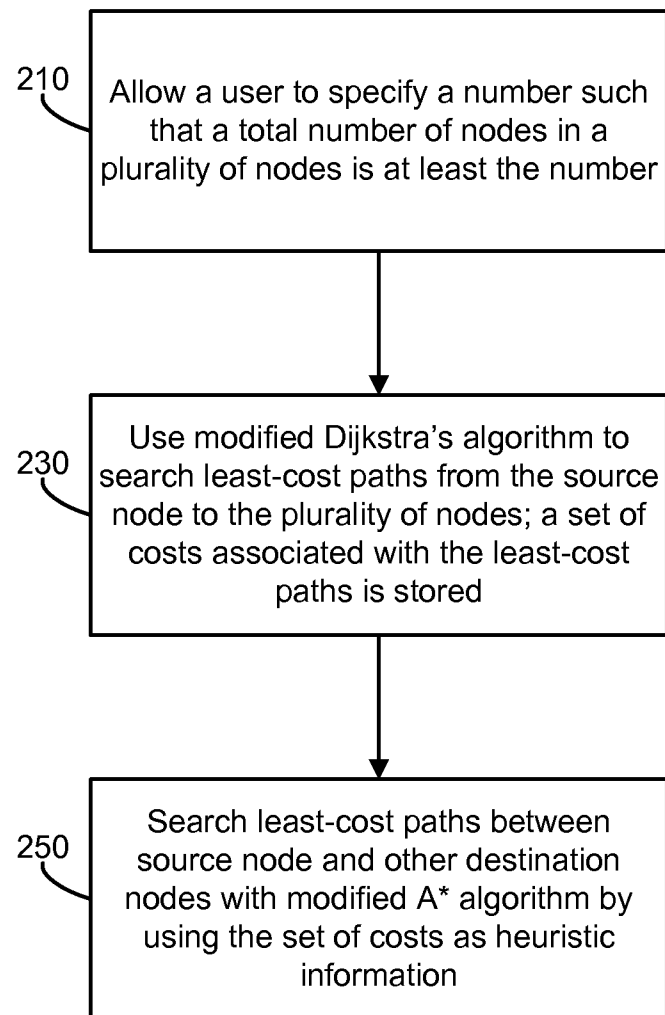 210
Allow a user to specify a number such
that a total number of nodes in a
plurality of nodes is at least the number
230
Use modified Dijkstra’s algorithm to
search least-cost paths from the source
node to the plurality of nodes; a set of
costs associated with the least-cost
paths is stored
250
Search least-cost paths between
source node and other destination
nodes with modified A* algorithm by
using the set of costs as heuristic
information